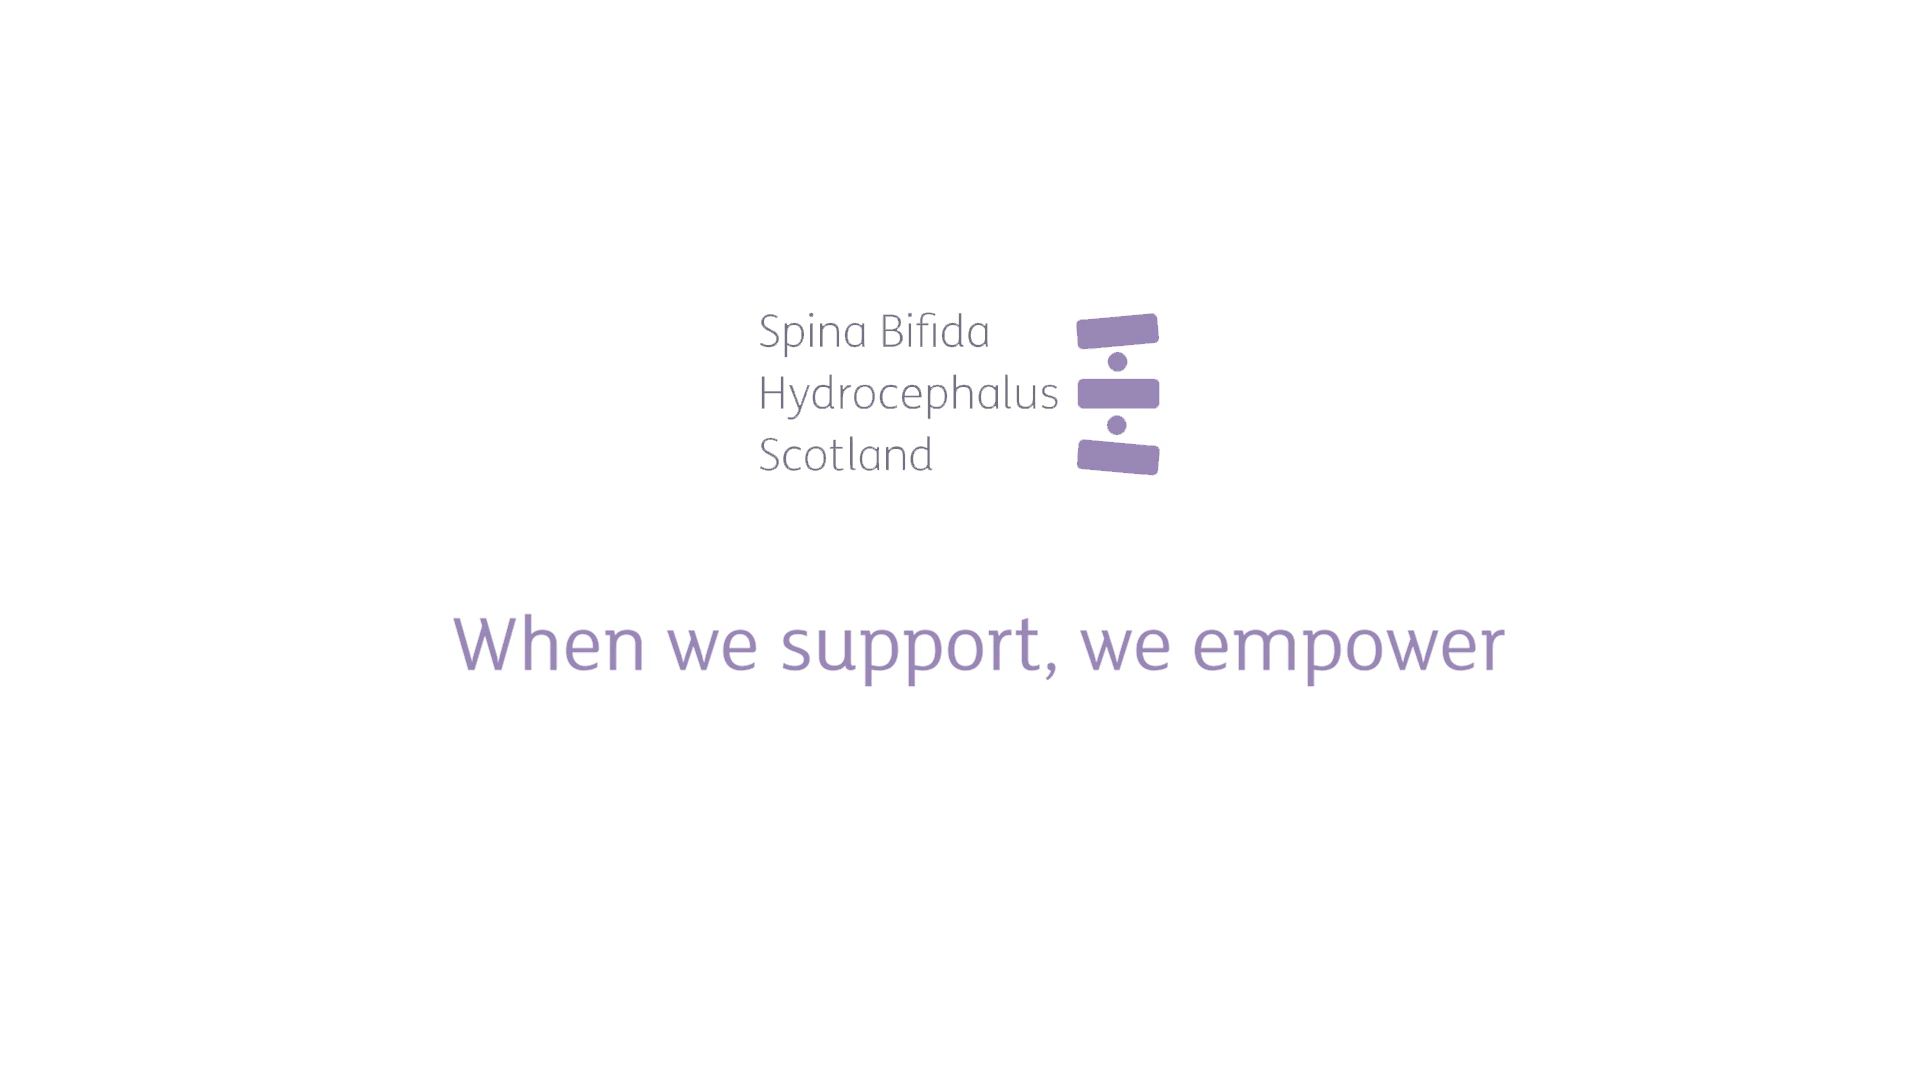 Spina Bifida
Hydrocephalus
Scotland
When we support, we empower